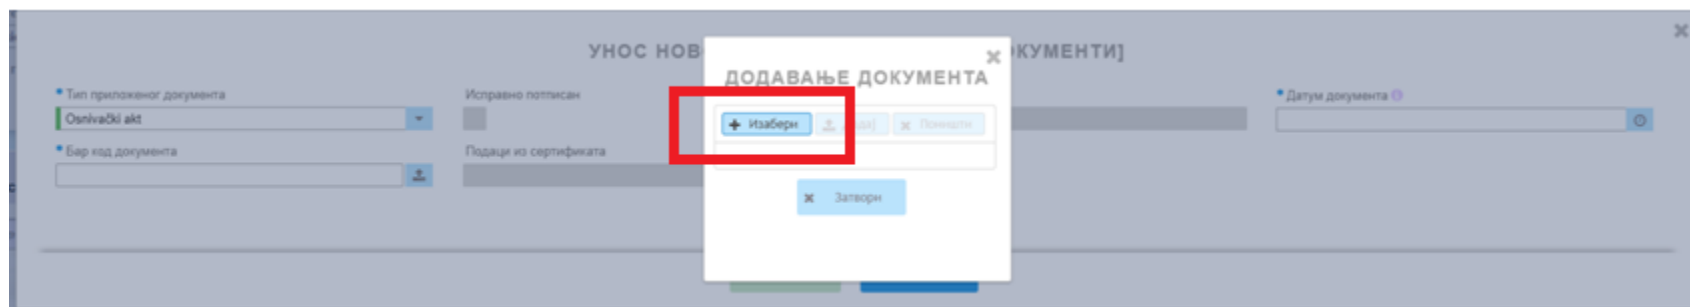 УНОС НОВ КУМЕНТИ]
ДОДАВАЊЕ ДОКУМЕНТА
Тип приложеног документа
Исправно потписан
Датум документа
Osnivački akt
Изабери
Поништи
Бар код документа
Подаци из сертификата
Затвори